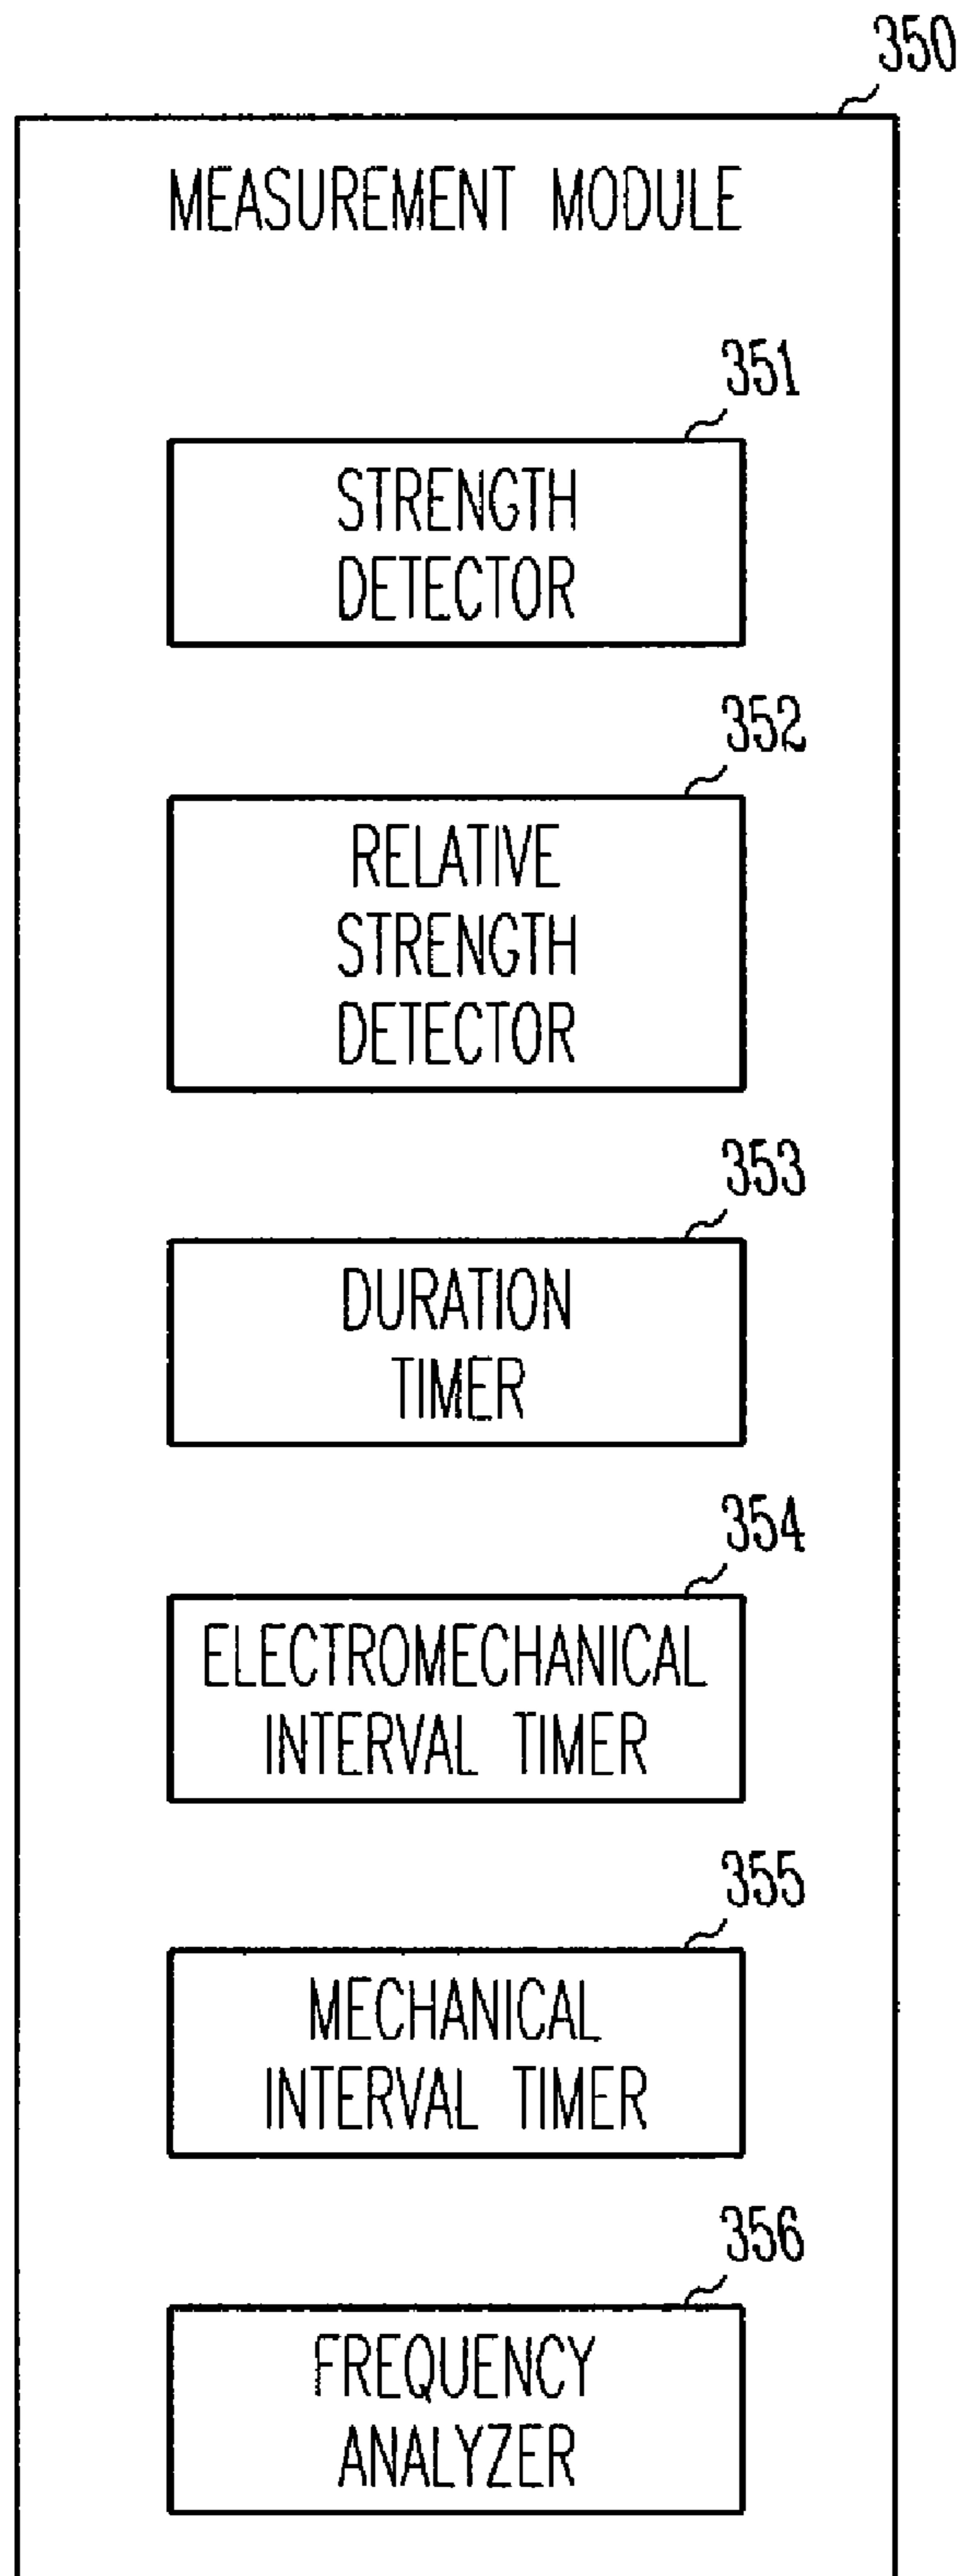 350
MEASUREMENT MODULE
351
STRENGTH
DETECTOR
352
RELATIVE
STRENGTH
DETECTOR
353
DURATION
TIMER
354
ELECTROMECHANICAL
INTERVAL TIMER
355
MECHANICAL
INTERVAL TIMER
356
FREQUENCY
ANALYZER